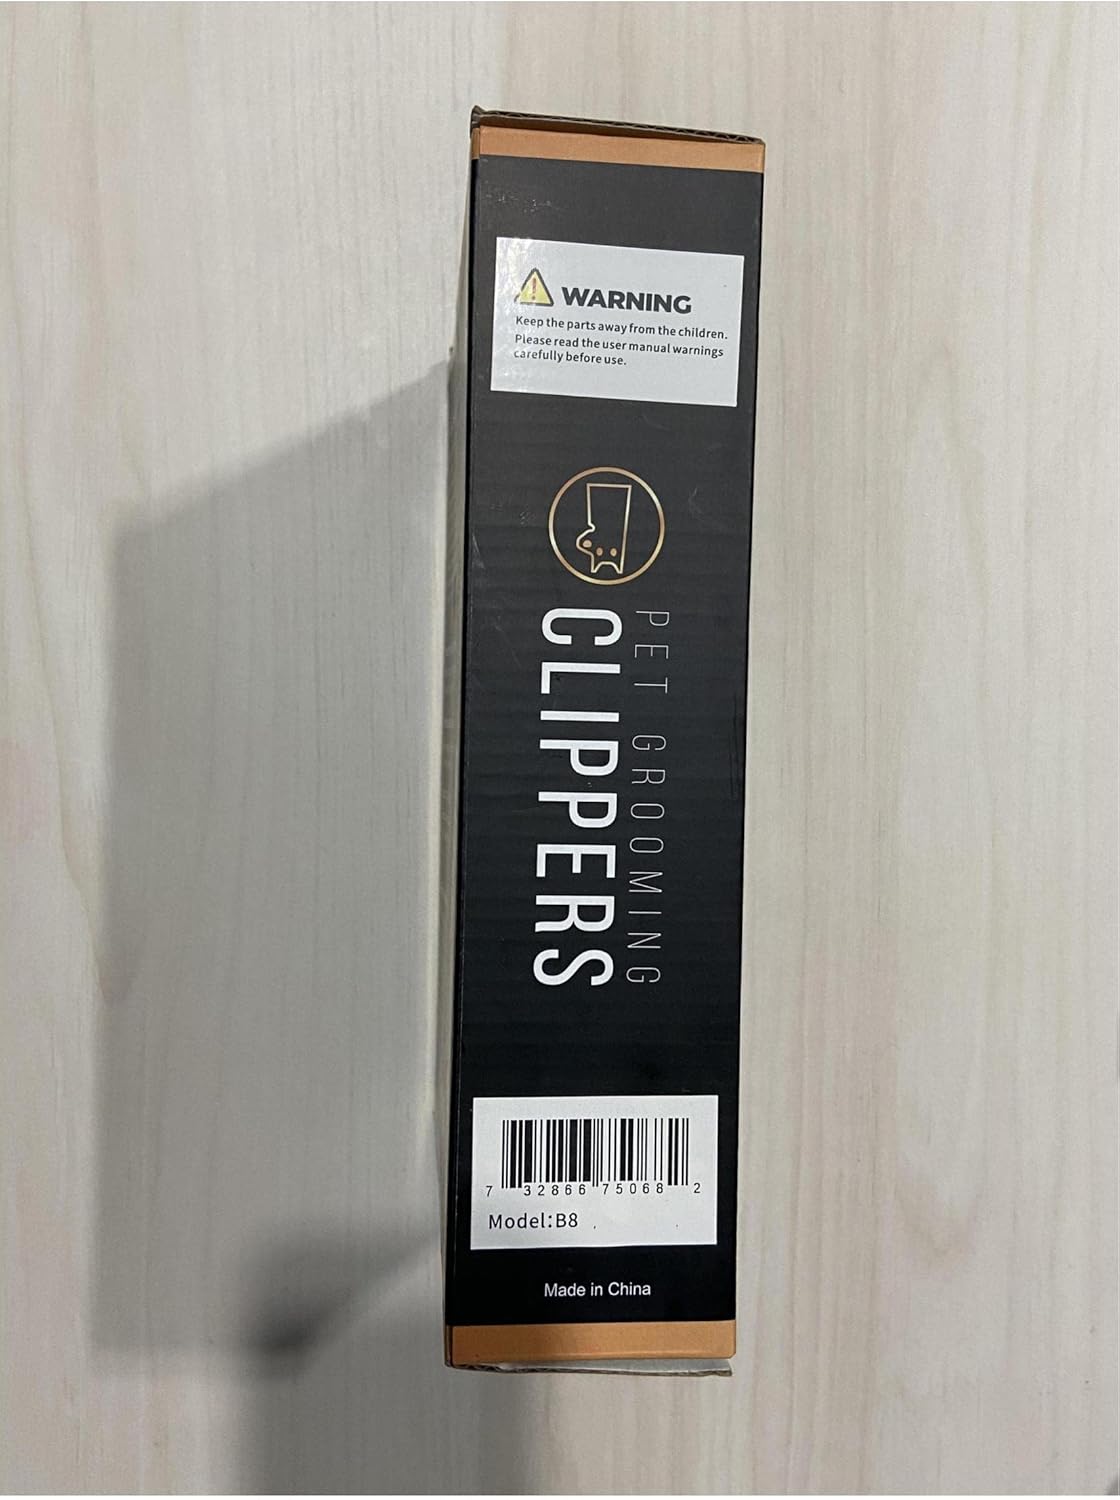 WARNING
Keep the parts away from the children.
Please read the user manual warnings
carefully before use.
PET GROOMING
CLIPPERS
7 32866 75068 2
Model:B8
Made in China